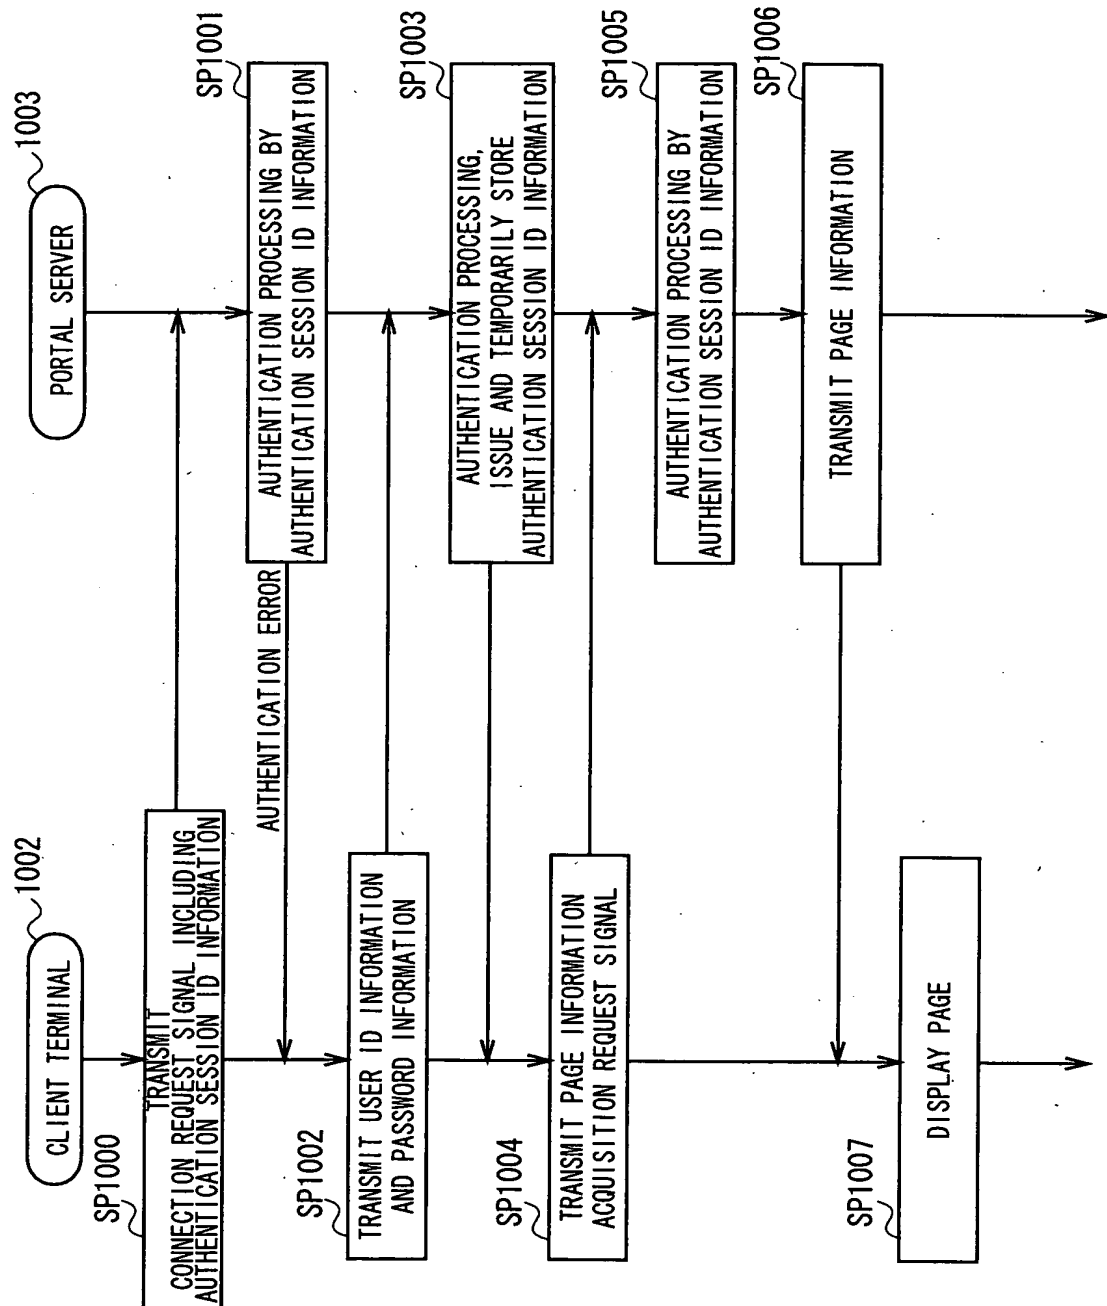 CLIENT TERMINAL
1002
PORTAL SERVER
1003
SP1000
TRANSMIT
CONNECTION REQUEST SIGNAL INCLUDING
AUTHENTICATION SESSION ID INFORMATION
SP1001
AUTHENTICATION PROCESSING BY
AUTHENTICATION SESSION ID INFORMATION
AUTHENTICATION ERROR
SP1002
TRANSMIT USER ID INFORMATION
AND PASSWORD INFORMATION
SP1003
AUTHENTICATION PROCESSING,
ISSUE AND TEMPORARILY STORE
AUTHENTICATION SESSION ID INFORMATION
SP1004
TRANSMIT PAGE INFORMATION
ACQUISITION REQUEST SIGNAL
SP1005
AUTHENTICATION PROCESSING BY
AUTHENTICATION SESSION ID INFORMATION
SP1006
TRANSMIT PAGE INFORMATION
SP1007
DISPLAY PAGE